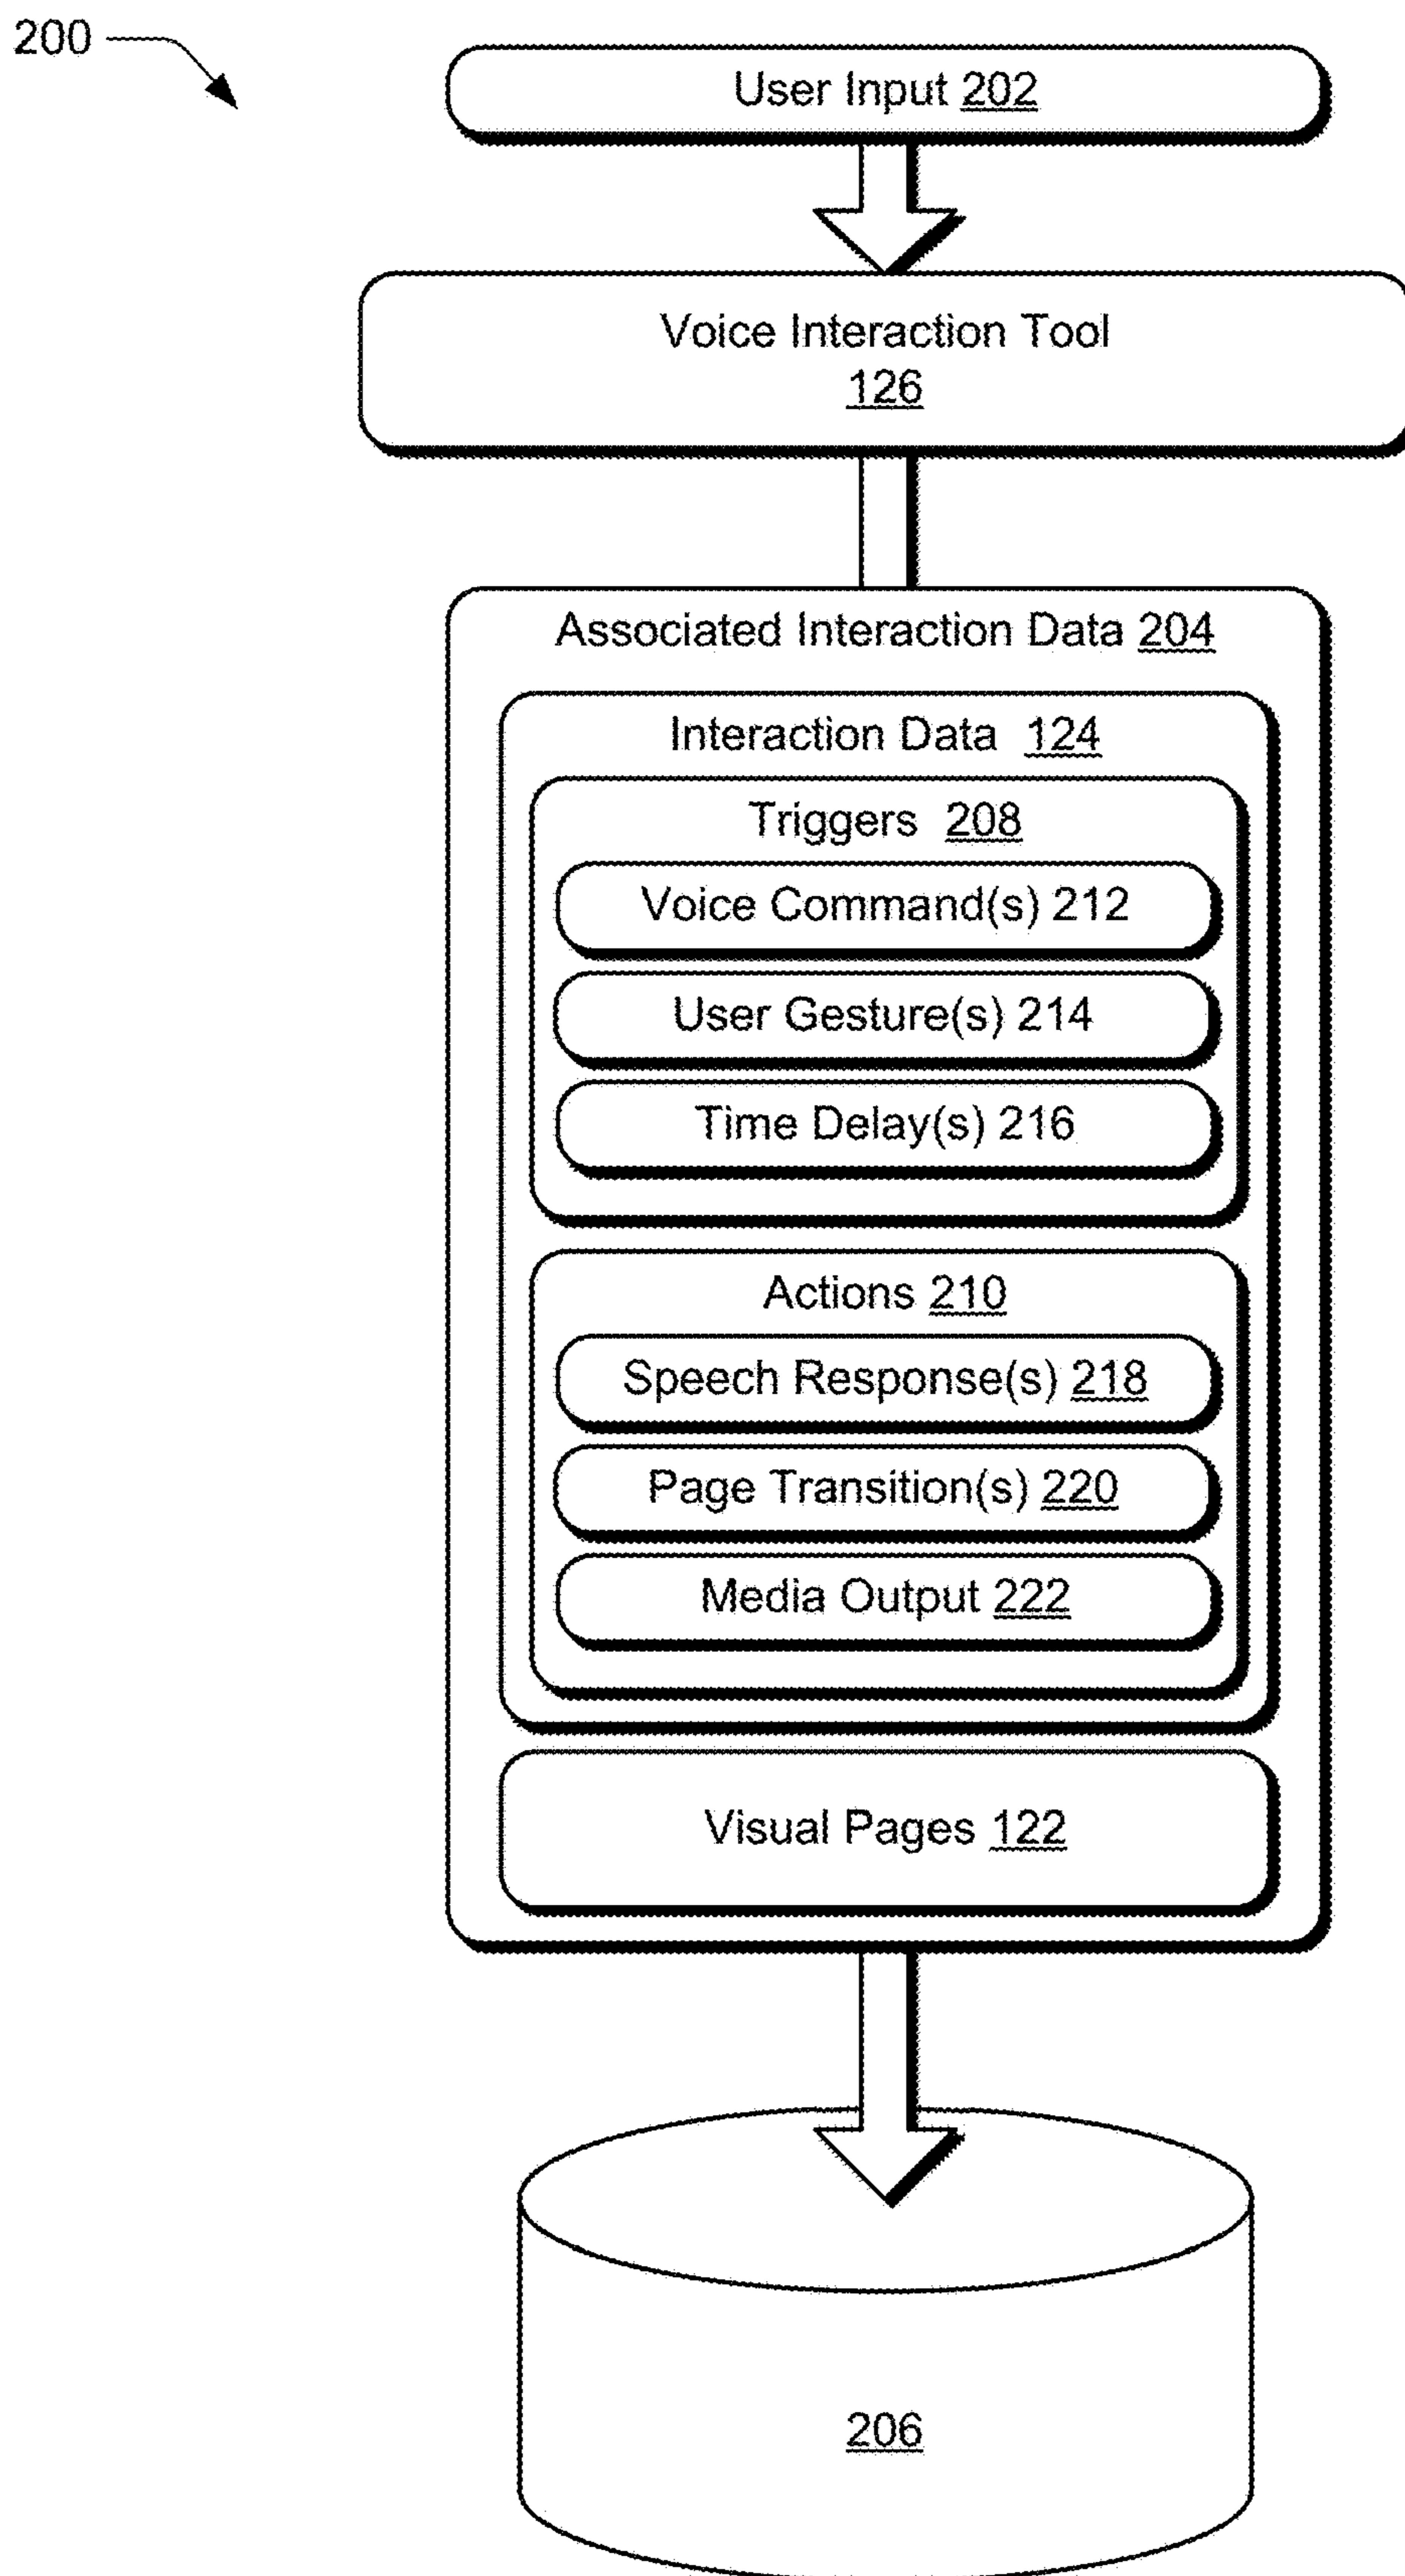 200
User Input 202
Voice Interaction Tool
126
Associated Interaction Data 204
Interaction Data 124
Triggers 208
Voice Command(s) 212
User Gesture(s) 214
Time Delay(s) 216
Actions 210
Speech Response(s) 218
Page Transition(s) 220
Media Output 222
Visual Pages 122
206